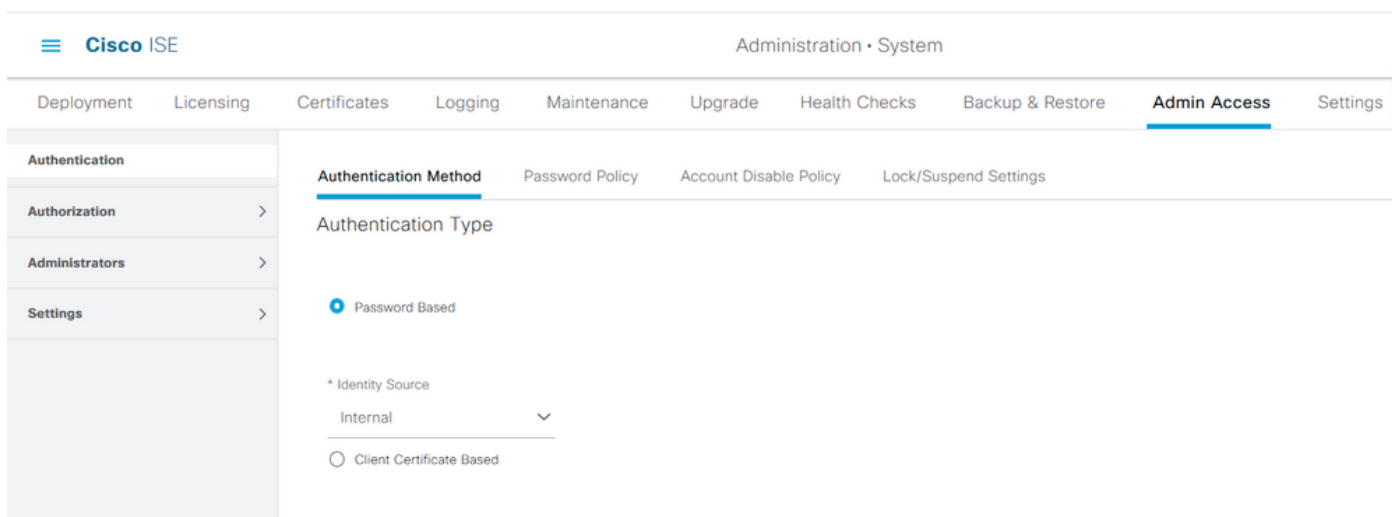 Cisco ISE
Administration • System
Deployment Licensing Certificates Logging Maintenance Upgrade Health Checks Backup & Restore Admin Access Settings
Authentication
Authorization
Administrators
Settings
Authentication Method Password Policy Account Disable Policy Lock/Suspend Settings
Authentication Type
Password Based
* Identity Source
Internal
Client Certificate Based